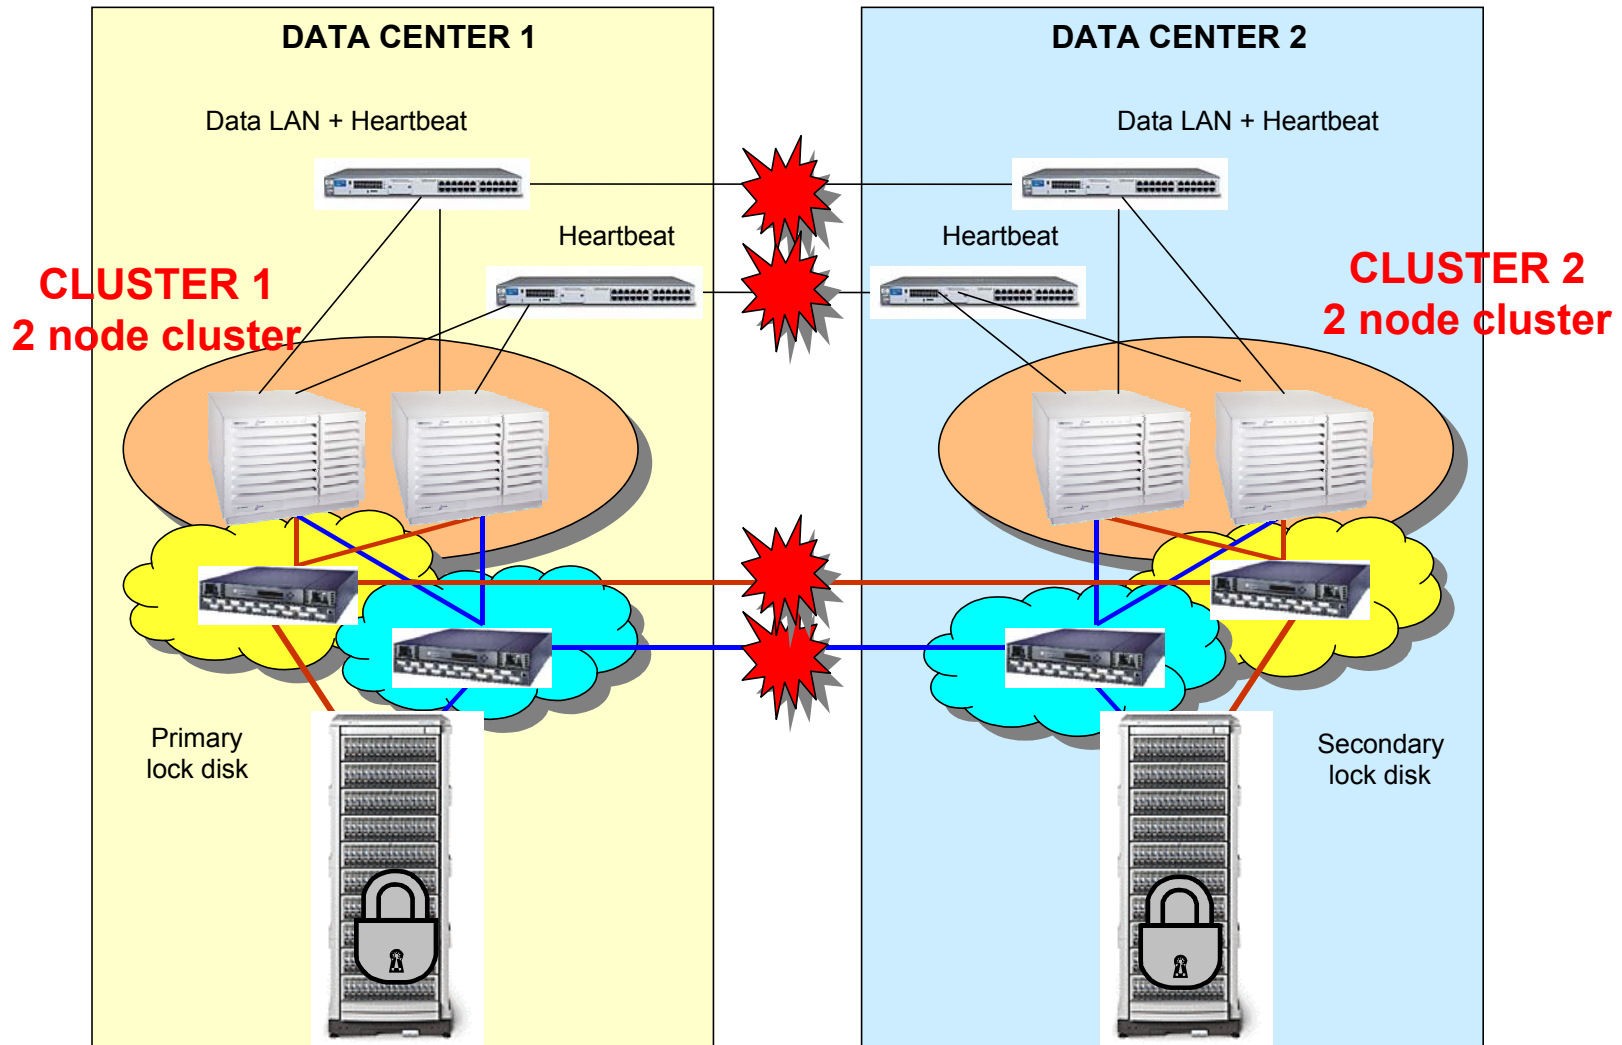 DATA CENTER 1
DATA CENTER 2
Data LAN + Heartbeat
Data LAN + Heartbeat
Heartbeat
Heartbeat
CLUSTER 1
2 node cluster
CLUSTER 2
2 node cluster
Primary
lock disk
Secondary
lock disk